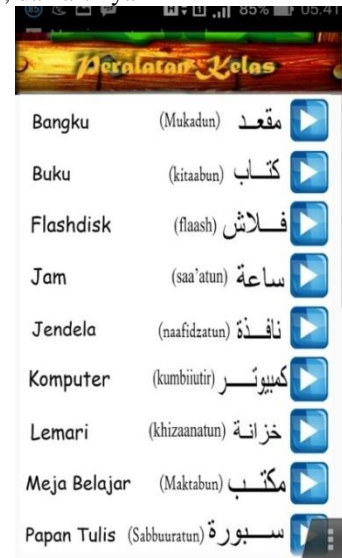 85% 05.41
Peralatan Kelas
Bangku (Mukadun) مقعد
Buku (kitaabun) كتاب
Flashdisk (flaash) فلاش
Jam (saa'atun) ساعة
Jendela (naafidzatun) نافذة
Komputer (kumbiiutir) كمبيوتر
Lemari (khizaanatun) خزانة
Meja Belajar (Maktabun) مكتب
Papan Tulis (Sabbuuratun) سبورة